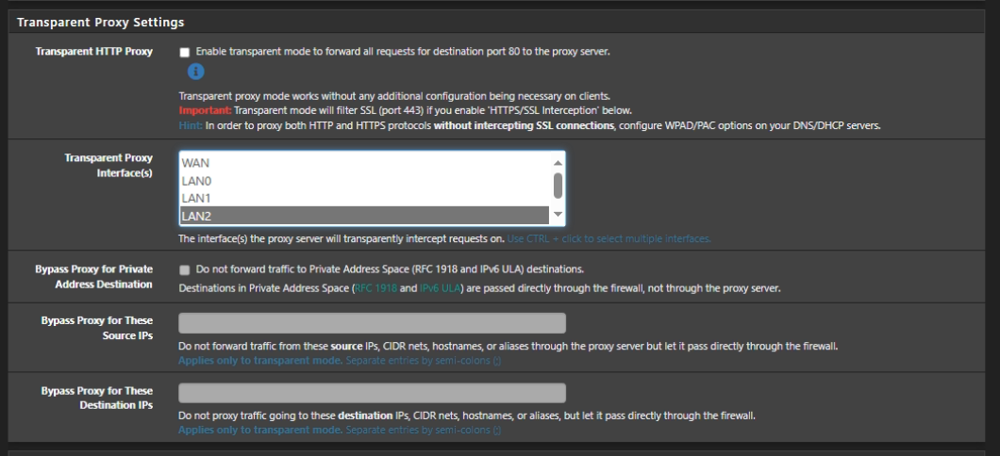 Transparent Proxy Settings
Transparent HTTP Proxy
Enable transparent mode to forward all requests for destination port 80 to the proxy server.
Transparent proxy mode works without any additional configuration being necessary on clients.
Important: Transparent mode will filter SSL (port 443) if you enable 'HTTPS/SSL Interception' below.
Hint: In order to proxy both HTTP and HTTPS protocols without intercepting SSL connections, configure WPAD/PAC options on your DNS/DHCP servers.
Transparent Proxy
Interface(s)
WAN
LAN0
LAN1
LAN2
The interface(s) the proxy server will transparently intercept requests on. Use CTRL + click to select multiple interfaces.
Bypass Proxy for Private
Address Destination
Do not forward traffic to Private Address Space (RFC 1918 and IPv6 ULA) destinations.
Destinations in Private Address Space (RFC 1918 and IPv6 ULA) are passed directly through the firewall, not through the proxy server.
Bypass Proxy for These
Source IPs
Do not forward traffic from these source IPs, CIDR nets, hostnames, or aliases through the proxy server but let it pass directly through the firewall.
Applies only to transparent mode. Separate entries by semi-colons (;)
Bypass Proxy for These
Destination IPs
Do not proxy traffic going to these destination IPs, CIDR nets, hostnames, or aliases, but let it pass directly through the firewall.
Applies only to transparent mode. Separate entries by semi-colons (;)